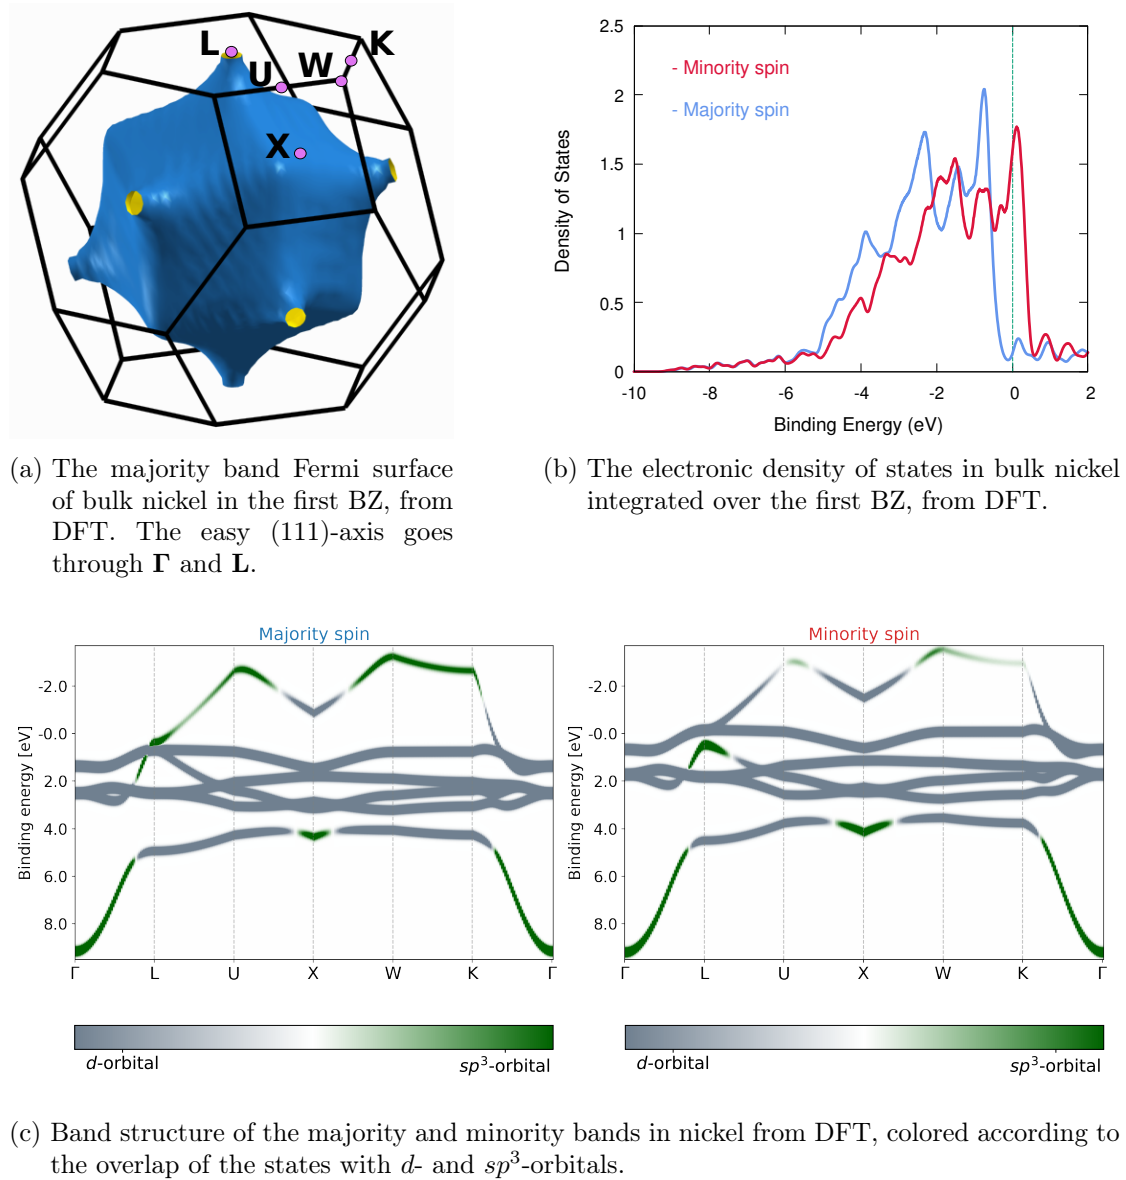 L
U
W
K
X
2.5
2
1.5
1
0.5
0
Density of States
- Minority spin
- Majority spin
-10 -8 -6 -4 -2 0 2
Binding Energy (eV)
(a) The majority band Fermi surface
of bulk nickel in the first BZ, from
DFT. The easy (111)-axis goes
through Γ and L.
(b) The electronic density of states in bulk nickel
integrated over the first BZ, from DFT.
Majority spin
Binding energy [eV]
-2.0
-0.0
2.0
4.0
6.0
8.0
Γ L U X W K Γ
d-orbital sp³-orbital
Minority spin
Binding energy [eV]
-2.0
-0.0
2.0
4.0
6.0
8.0
Γ L U X W K Γ
d-orbital sp³-orbital
(c) Band structure of the majority and minority bands in nickel from DFT, colored according to
the overlap of the states with d- and sp³-orbitals.